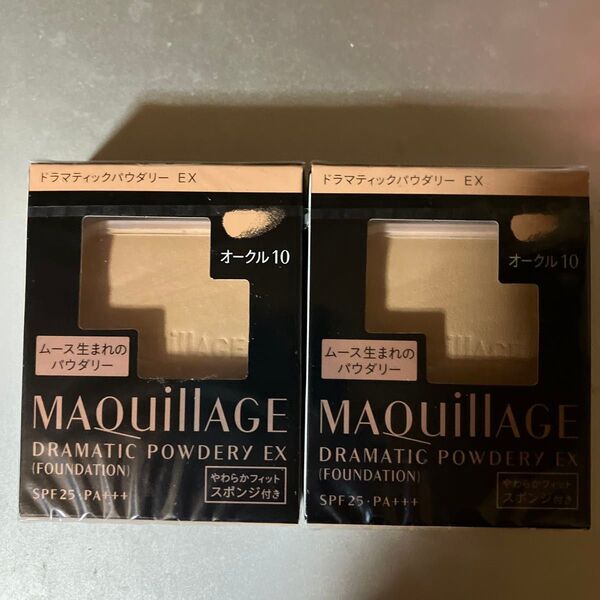 ドラマティックパウダリー EX
オークル10
illAGE
ムース生まれの
パウダリー
MAQuillAGE
DRAMATIC POWDERY EX
(FOUNDATION)
SPF25・PA+++
やわらかフィット
スポンジ付き
ドラマティックパウダリー EX
オークル10
illAGE
ムース生まれの
パウダリー
MAQuillAGE
DRAMATIC POWDERY EX
(FOUNDATION)
SPF25・PA+++
やわらかフィット
スポンジ付き